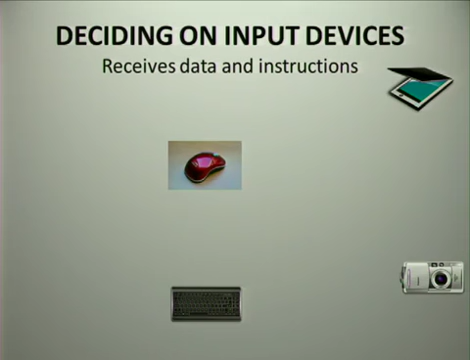 DECIDING ON INPUT DEVICES
Receives data and instructions